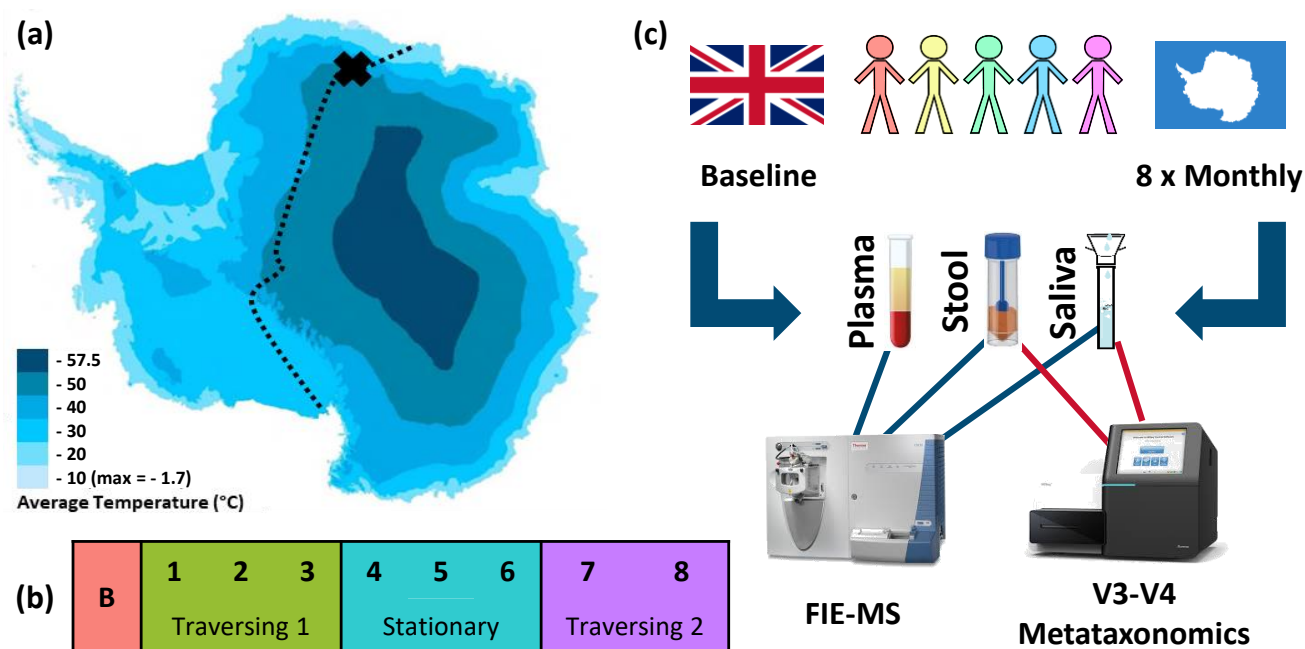 (a)
- 57.5
- 50
- 40
- 30
- 20
- 10 (max = - 1.7)
Average Temperature (°C)
(b)
B
1 2 3
Traversing 1
4 5 6
Stationary
7 8
Traversing 2
(c)
Baseline
8 x Monthly
Plasma
Stool
Saliva
FIE-MS
V3-V4
Metataxonomics